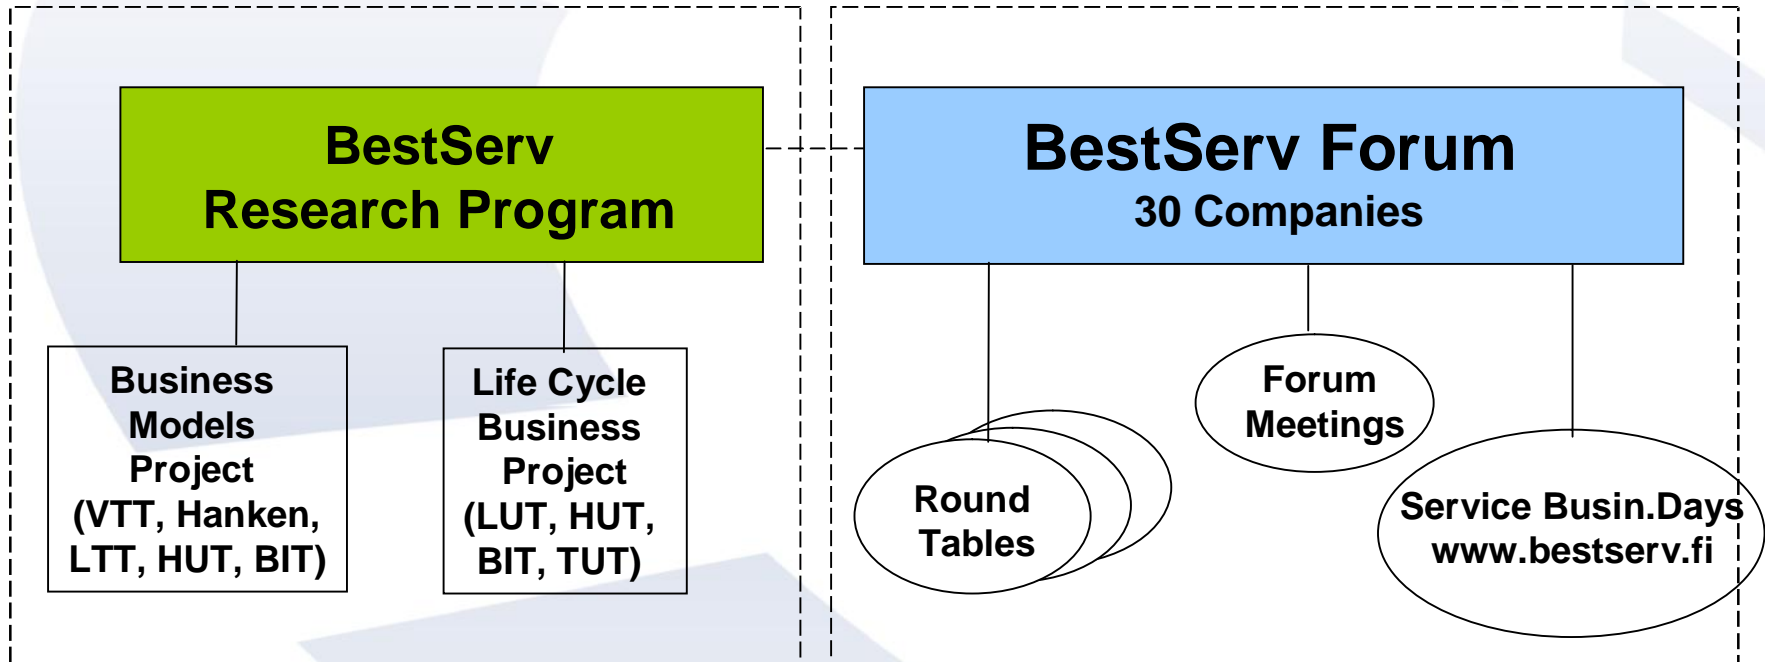 BestServ
Research Program
BestServ Forum
30 Companies
Business
Models
Project
(VTT, Hanken,
LTT, HUT, BIT)
Life Cycle
Business
Project
(LUT, HUT,
BIT, TUT)
Round
Tables
Forum
Meetings
Service Busin.Days
www.bestserv.fi